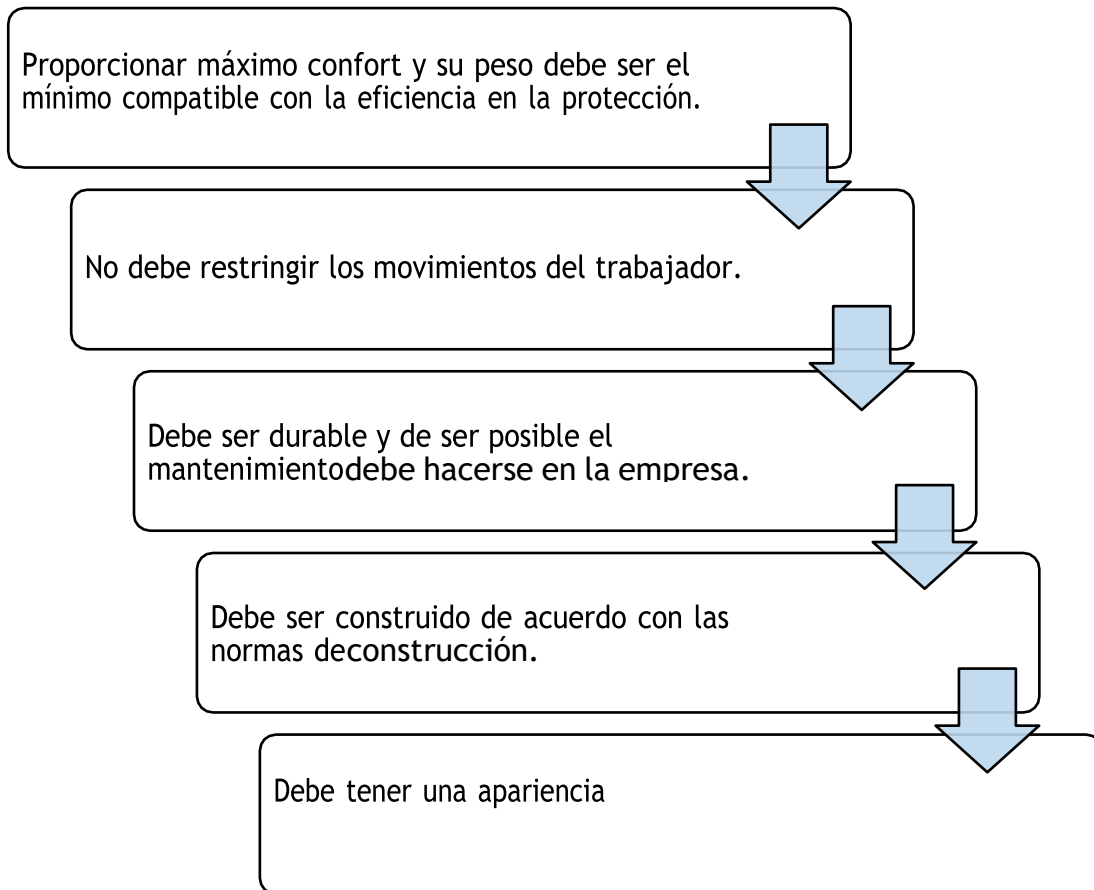 Proporcionar máximo confort y su peso debe ser el
mínimo compatible con la eficiencia en la protección.
No debe restringir los movimientos del trabajador.
Debe ser durable y de ser posible el
mantenimientodebe hacerse en la empresa.
Debe ser construido de acuerdo con las
normas deconstrucción.
Debe tener una apariencia